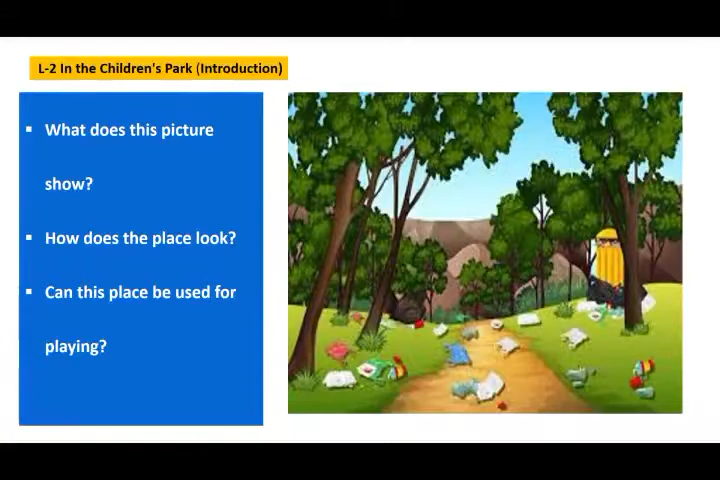 L-2 In the Children's Park (Introduction)
▪ What does this picture
show?
▪ How does the place look?
▪ Can this place be used for
playing?